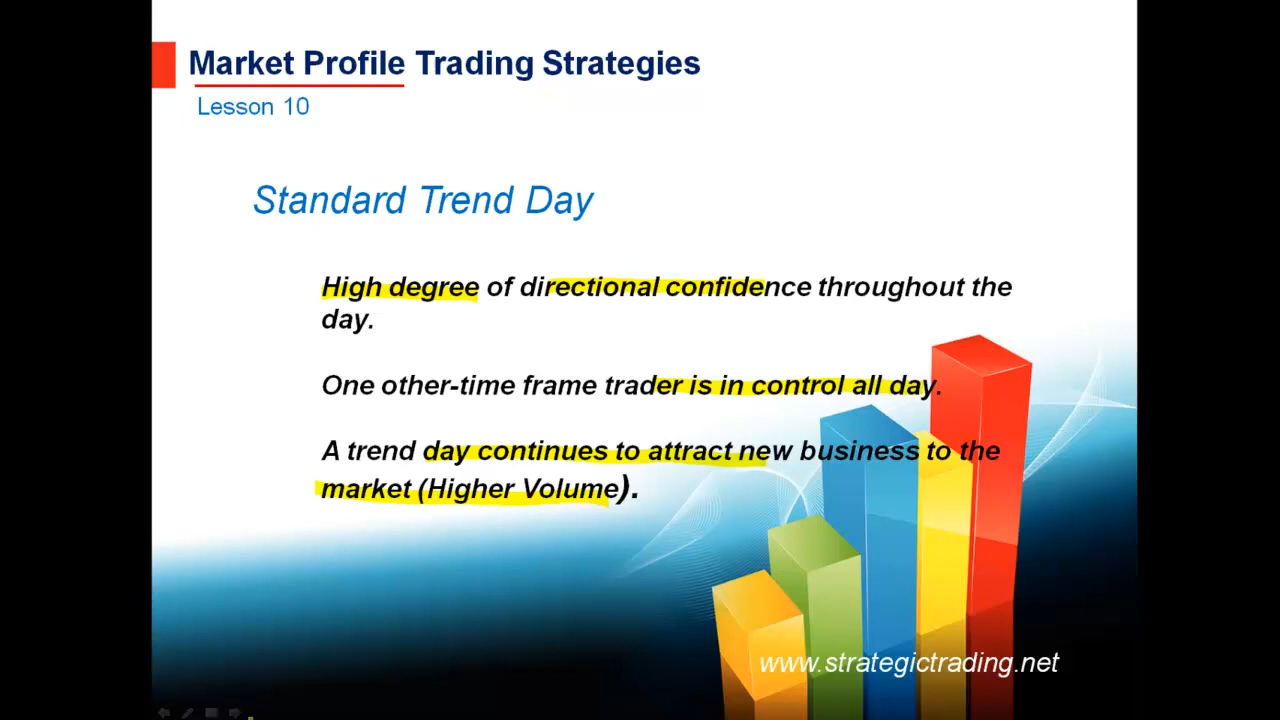 Market Profile Trading Strategies
Lesson 10
Standard Trend Day
High degree of directional confidence throughout the
day.
One other-time frame trader is in control all day.
A trend day continues to attract new business to the
market (Higher Volume).
www.strategictrading.net